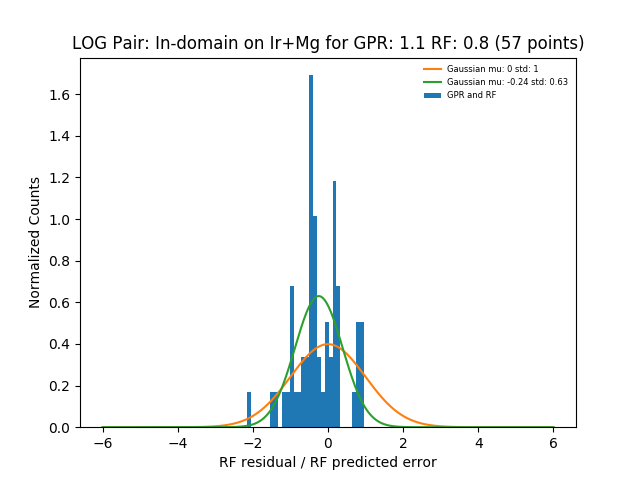 LOG Pair: In-domain on Ir+Mg for GPR: 1.1 RF: 0.8 (57 points)
Gaussian mu: 0 std: 1
Gaussian mu: -0.24 std: 0.63
GPR and RF
Normalized Counts
1.6
1.4
1.2
1.0
0.8
0.6
0.4
0.2
0.0
−6
−4
−2
0
2
4
6
RF residual / RF predicted error